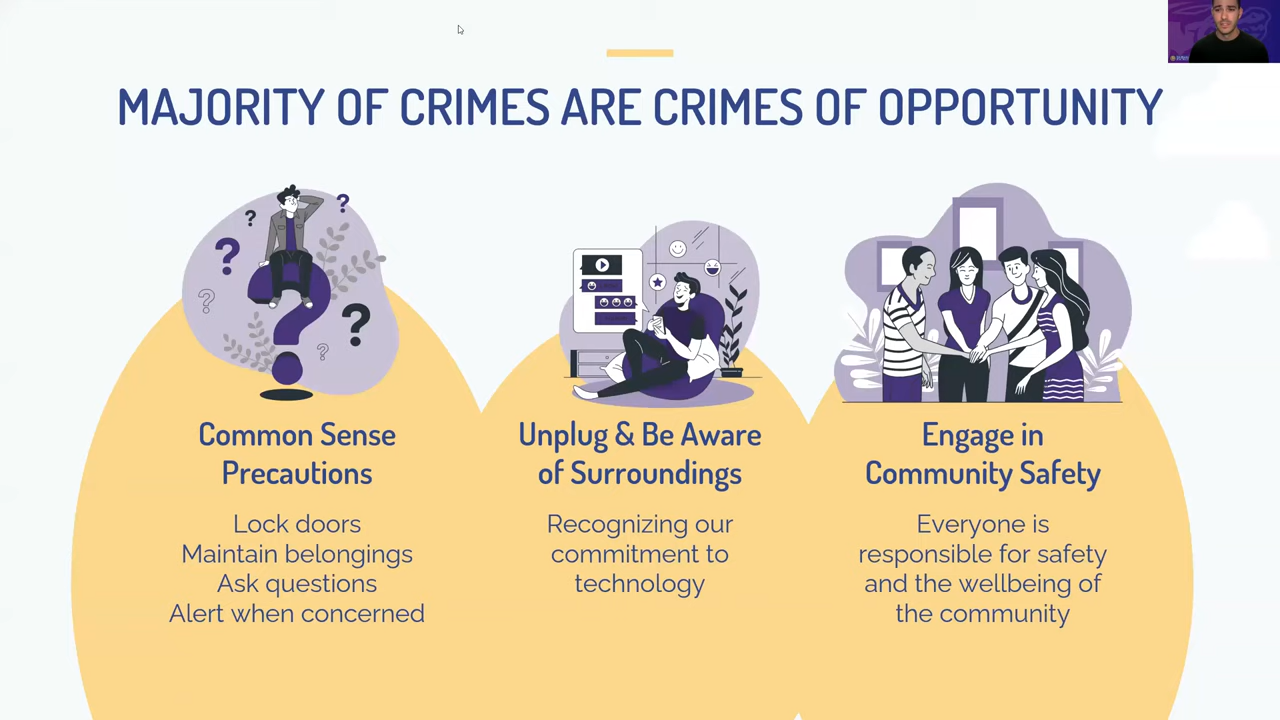 MAJORITY OF CRIMES ARE CRIMES OF OPPORTUNITY
? ? ? ? ? ?
Common Sense
Precautions
Lock doors
Maintain belongings
Ask questions
Alert when concerned
Unplug & Be Aware
of Surroundings
Recognizing our
commitment to
technology
Engage in
Community Safety
Everyone is
responsible for safety
and the wellbeing of
the community